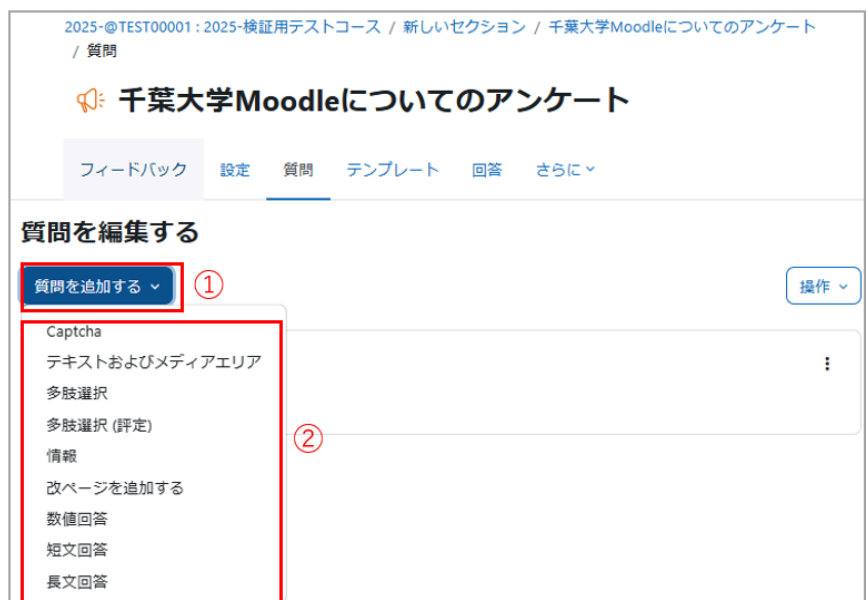 2025-@TEST00001 : 2025-検証用テストコース / 新しいセクション / 千葉大学Moodleについてのアンケート
/ 質問
千葉大学Moodleについてのアンケート
フィードバック 設定 質問 テンプレート 回答 さらに
質問を編集する
質問を追加する ① 操作
Captcha
テキストおよびメディアエリア
多肢選択
多肢選択 (評定)
②
情報
改ページを追加する
数値回答
短文回答
長文回答